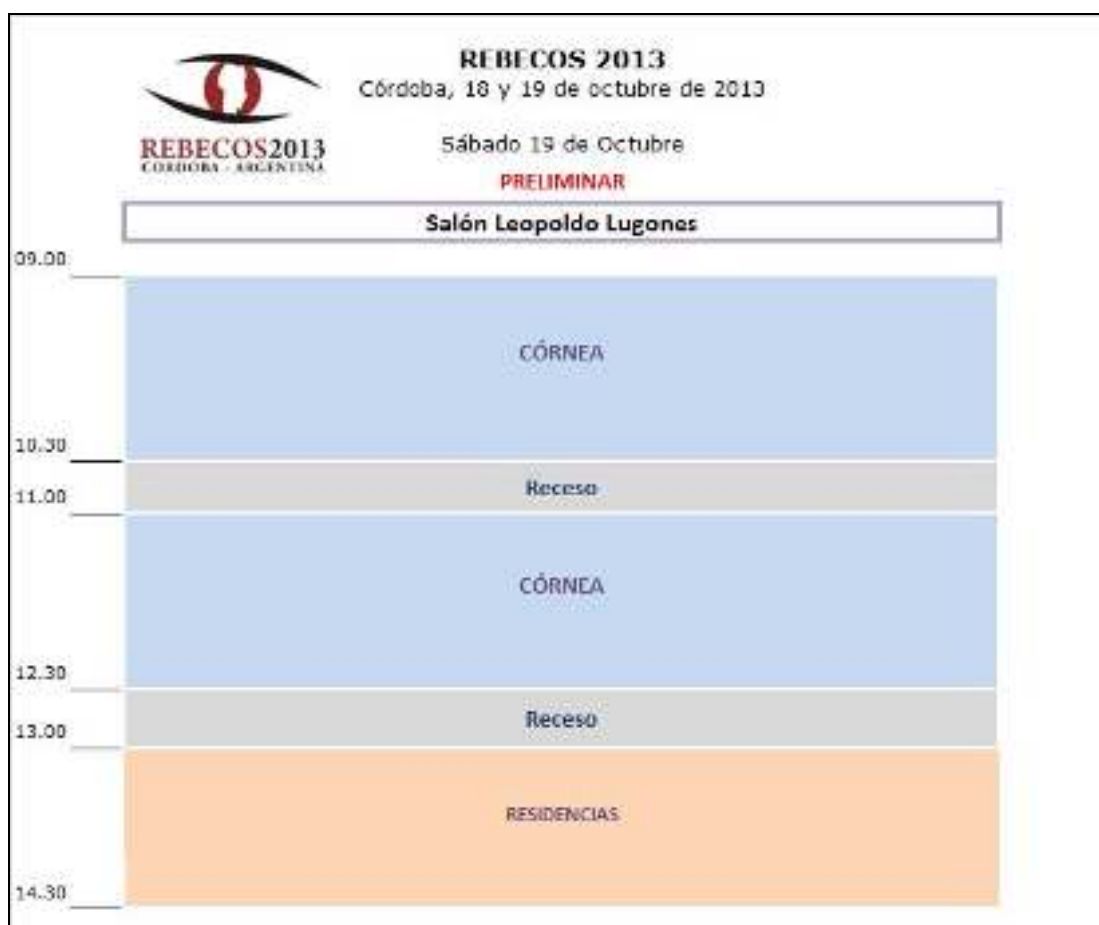 REBECOS 2013
Córdoba, 18 y 19 de octubre de 2013
REBECOS2013
CORDOBA - ARGENTINA
Sábado 19 de Octubre
PRELIMINAR
Salón Leopoldo Lugones
09.00
CÓRNEA
10.30
Receso
11.00
CÓRNEA
12.30
Receso
13.00
RESIDENCIAS
14.30